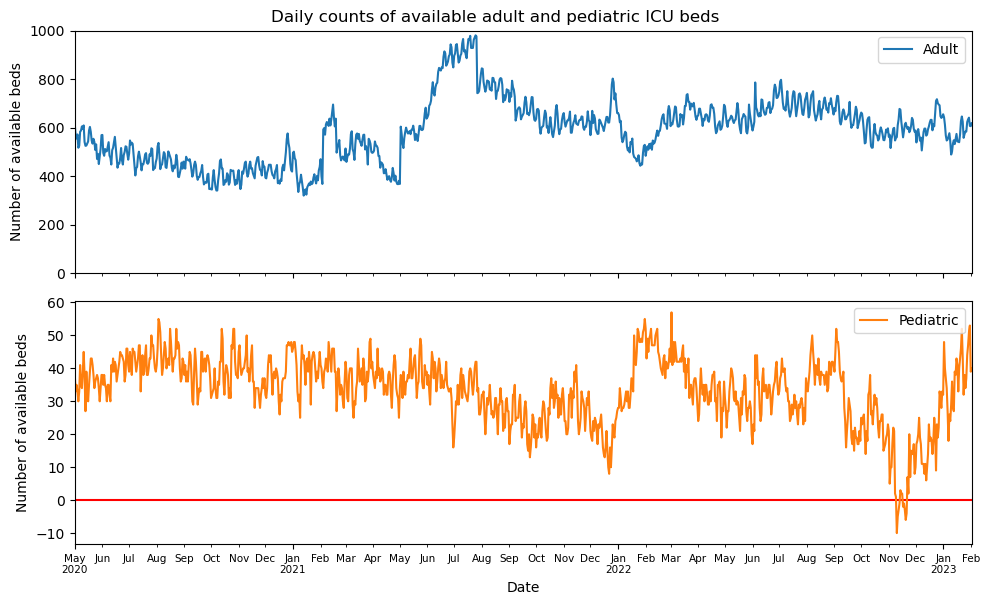 Daily counts of available adult and pediatric ICU beds
Number of available beds
1000
800
600
400
200
0
Adult
Number of available beds
60
50
40
30
20
10
0
−10
Pediatric
May Jun Jul Aug Sep Oct Nov Dec Jan Feb Mar Apr May Jun Jul Aug Sep Oct Nov Dec Jan Feb Mar Apr May Jun Jul Aug Sep Oct Nov Dec Jan Feb
2020 2021 2022 2023
Date